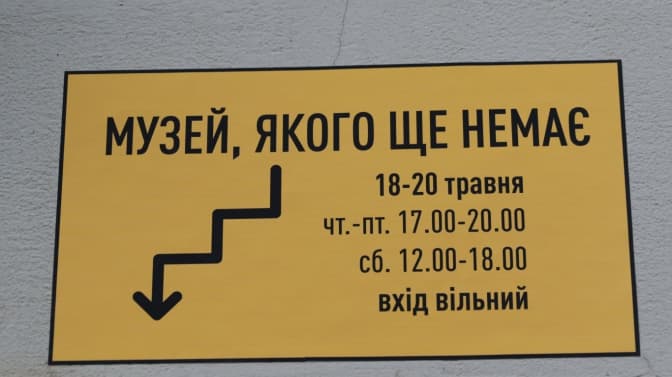 МУЗЕЙ, ЯКОГО ЩЕ НЕМАЄ
18-20 травня
чт.-пт. 17.00-20.00
сб. 12.00-18.00
вхід вільний